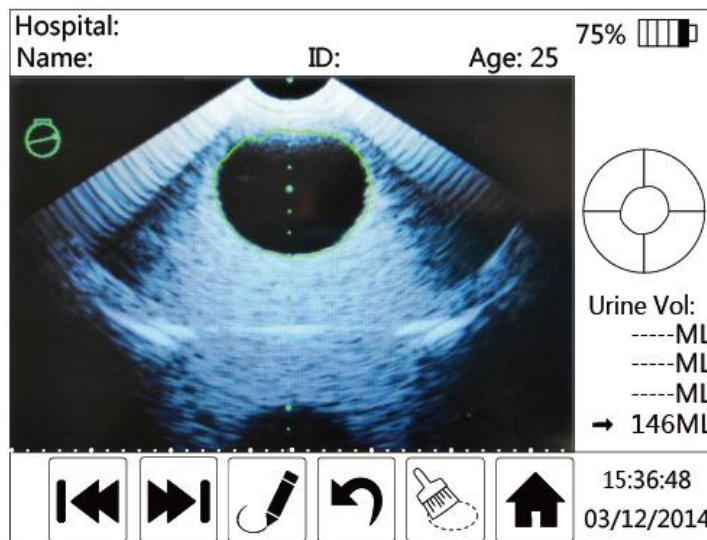 Hospital:
Name: ID: Age: 25
75%
Urine Vol:
-----ML
-----ML
-----ML
→ 146ML
15:36:48
03/12/2014